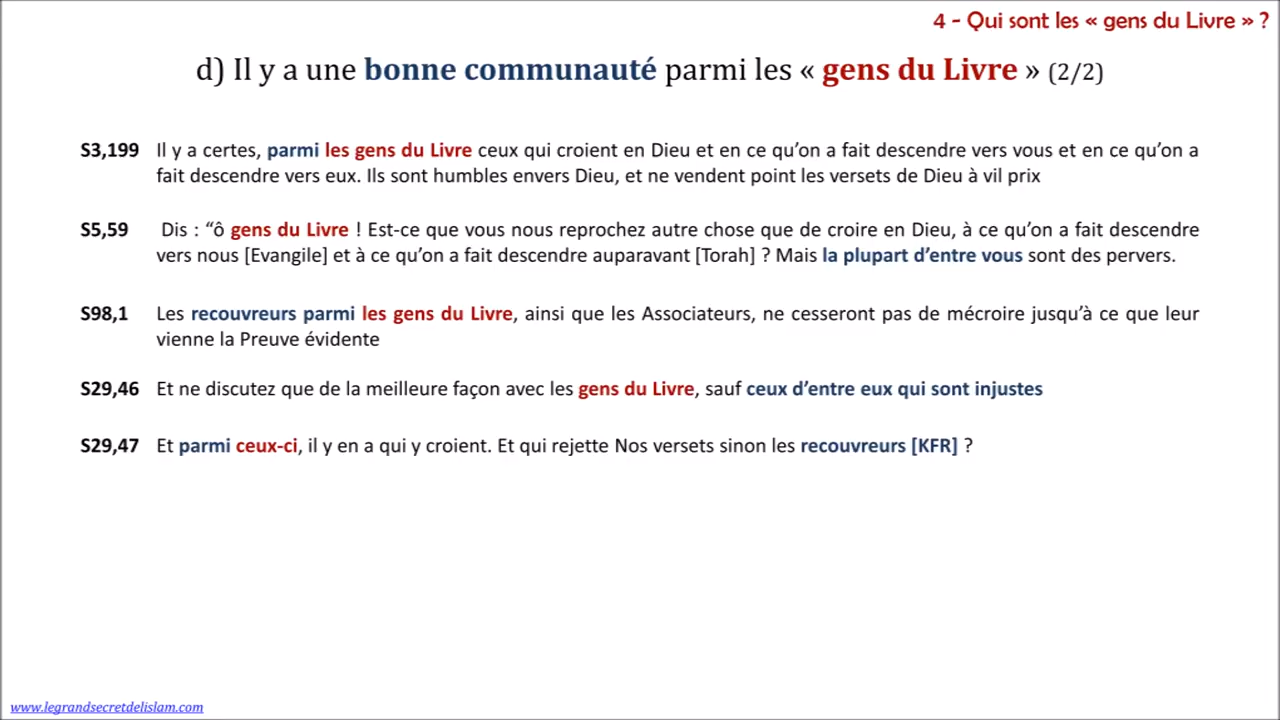 4 - Qui sont les « gens du Livre » ?
d) Il y a une bonne communauté parmi les « gens du Livre » (2/2)
S3,199 Il y a certes, parmi les gens du Livre ceux qui croient en Dieu et en ce qu’on a fait descendre vers vous et en ce qu’on a
fait descendre vers eux. Ils sont humbles envers Dieu, et ne vendent point les versets de Dieu à vil prix
S5,59 Dis : “ô gens du Livre ! Est-ce que vous nous reprochez autre chose que de croire en Dieu, à ce qu’on a fait descendre
vers nous [Evangile] et à ce qu’on a fait descendre auparavant [Torah] ? Mais la plupart d’entre vous sont des pervers.
S98,1 Les recouvreurs parmi les gens du Livre, ainsi que les Associateurs, ne cesseront pas de mécroire jusqu’à ce que leur
vienne la Preuve évidente
S29,46 Et ne discutez que de la meilleure façon avec les gens du Livre, sauf ceux d’entre eux qui sont injustes
S29,47 Et parmi ceux-ci, il y en a qui y croient. Et qui rejette Nos versets sinon les recouvreurs [KFR] ?
www.legrandsecretdelislam.com